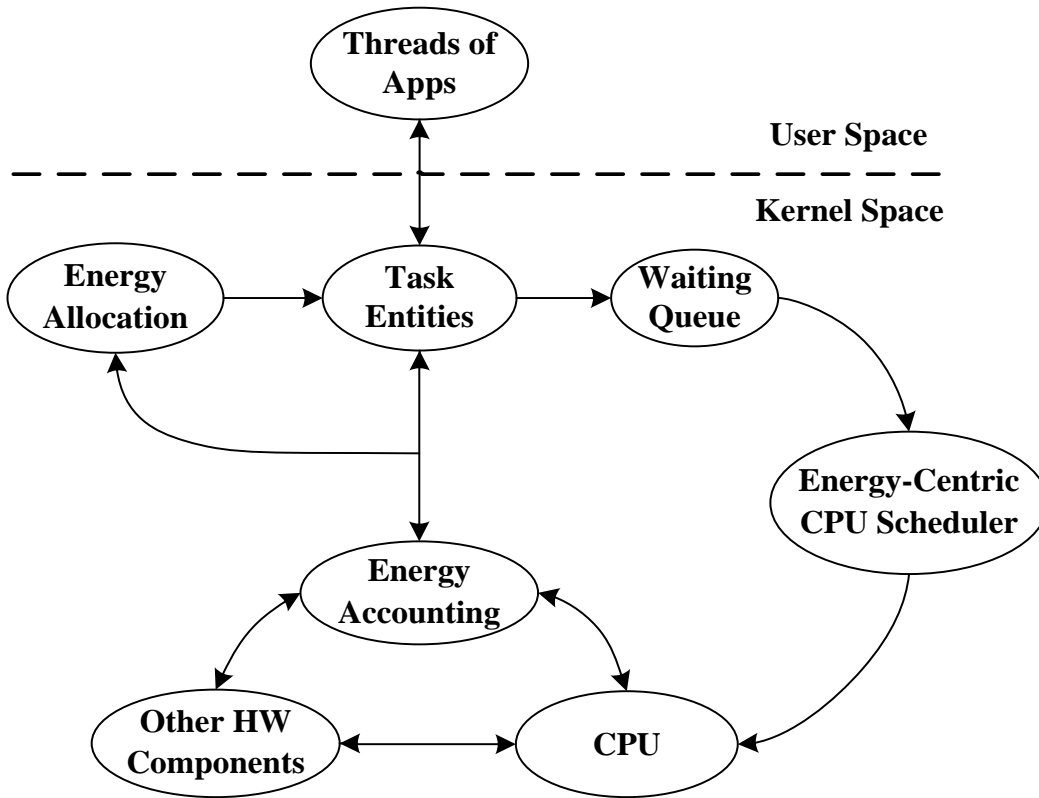 Threads of
Apps
User Space
Kernel Space
Energy
Allocation
Task
Entities
Waiting
Queue
Energy-Centric
CPU Scheduler
Energy
Accounting
Other HW
Components
CPU